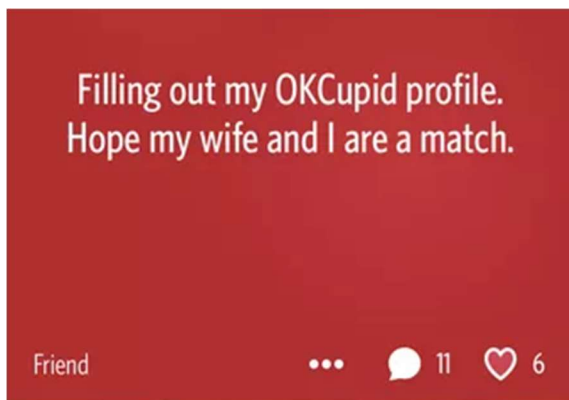 Filling out my OKCupid profile.
Hope my wife and I are a match.
Friend ••• 11 6